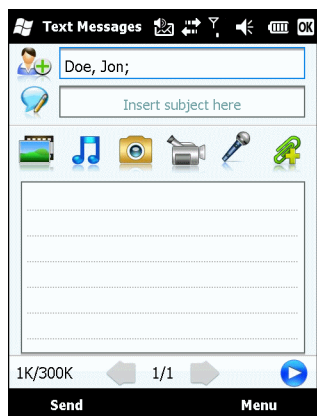 Text Messages OK
Doe, Jon;
Insert subject here
1K/300K 1/1
Send Menu